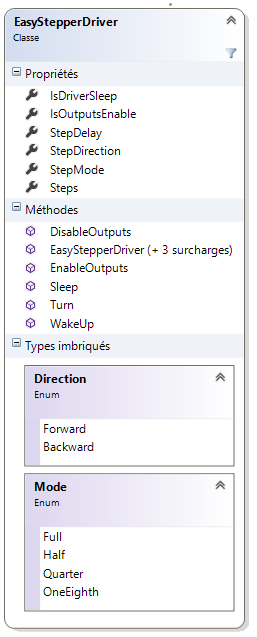 EasyStepperDriver
Classe
Propriétés
IsDriverSleep
IsOutputsEnable
StepDelay
StepDirection
StepMode
Steps
Méthodes
DisableOutputs
EasyStepperDriver (+ 3 surcharges)
EnableOutputs
Sleep
Turn
WakeUp
Types imbriqués
Direction
Enum
Forward
Backward
Mode
Enum
Full
Half
Quarter
OneEighth